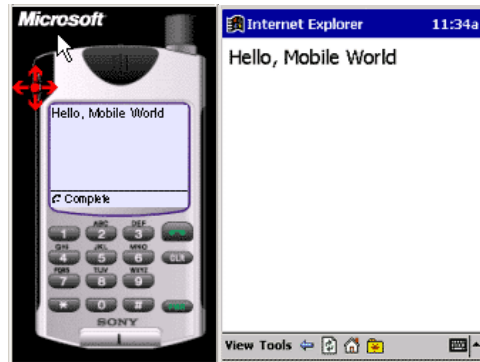 Microsoft
Hello, Mobile World
Complete
ABC DEF
1 2 3
GHI JKL MNO
4 5 6 CLR
PQRS TUV WXYZ
7 8 9
* 0 #
SONY
Internet Explorer 11:34a
Hello, Mobile World
View Tools